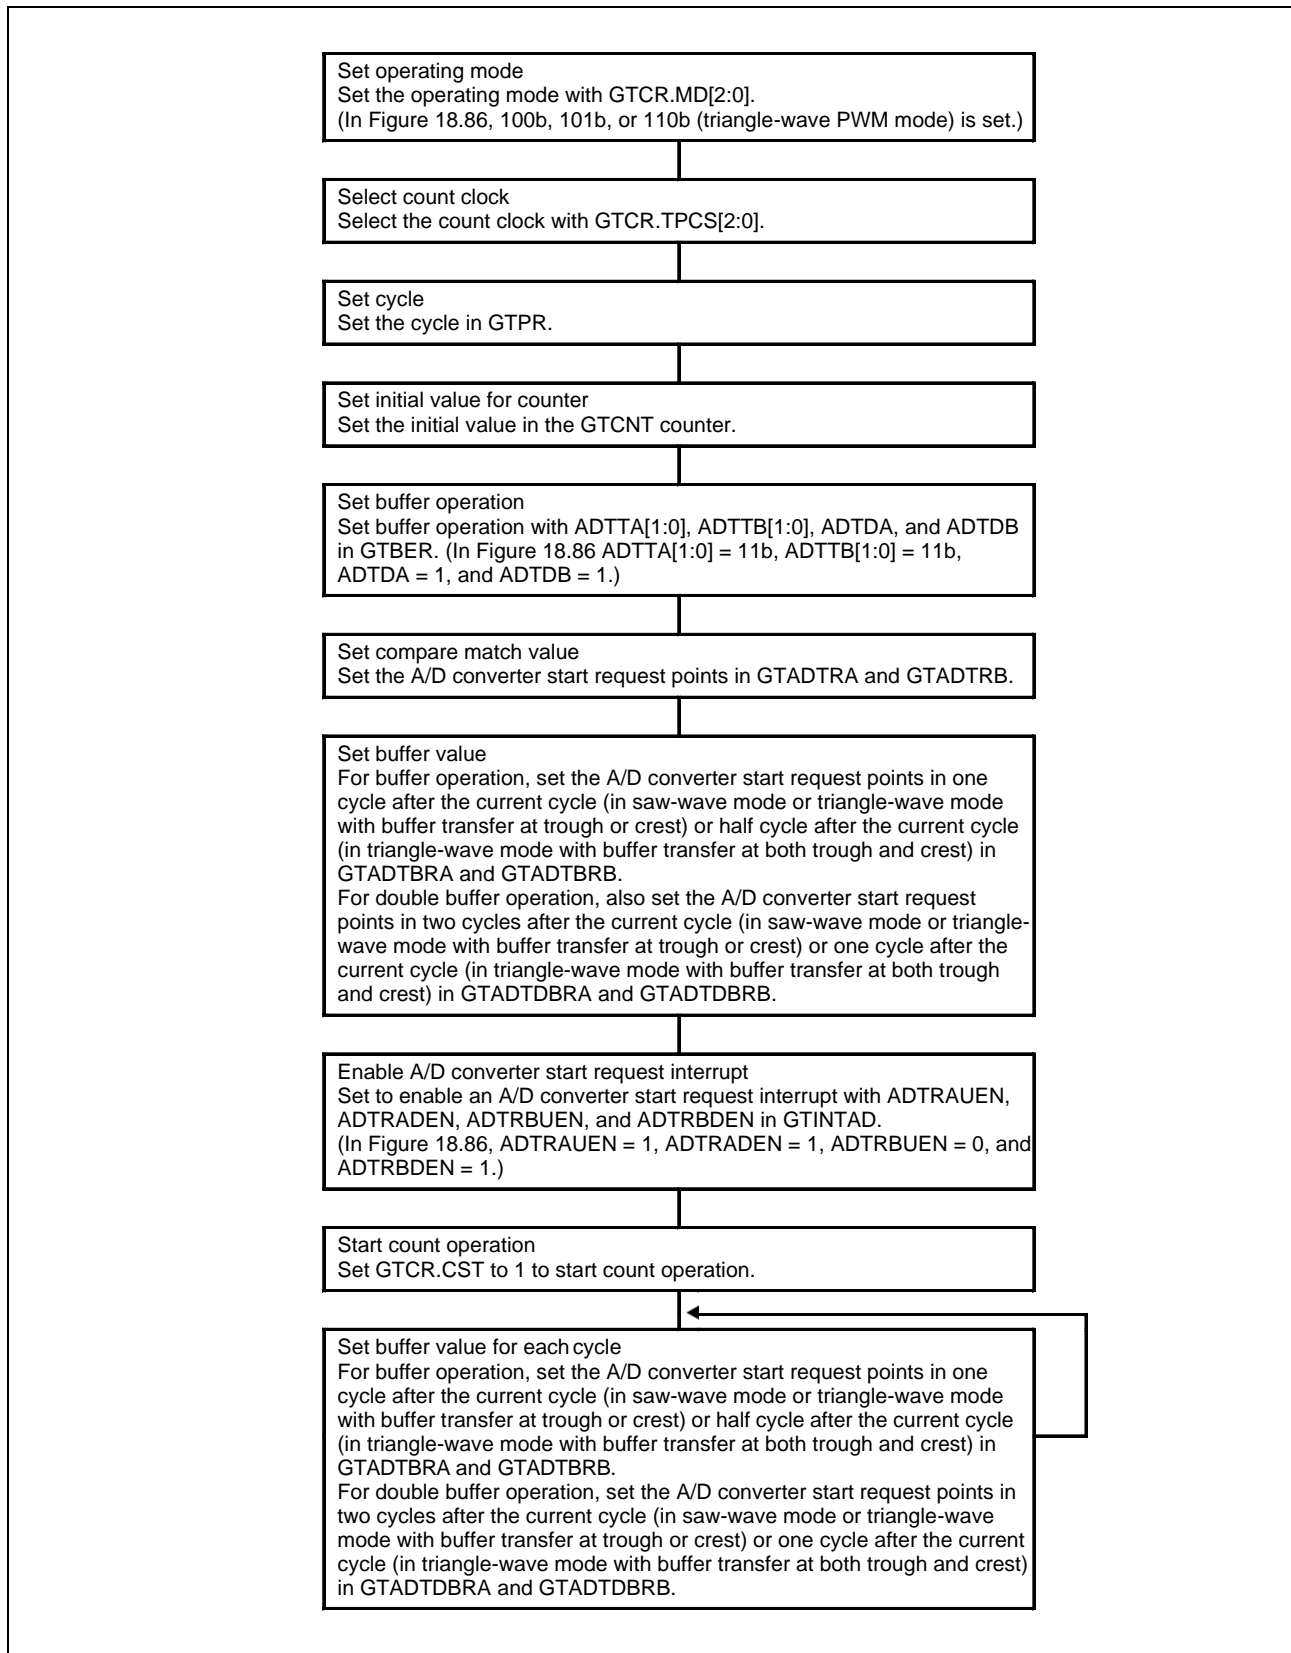 Set operating mode
Set the operating mode with GTCR.MD[2:0].
(In Figure 18.86, 100b, 101b, or 110b (triangle-wave PWM mode) is set.)
Select count clock
Select the count clock with GTCR.TPCS[2:0].
Set cycle
Set the cycle in GTPR.
Set initial value for counter
Set the initial value in the GTCNT counter.
Set buffer operation
Set buffer operation with ADTTA[1:0], ADTTB[1:0], ADTDA, and ADTDB
in GTBER. (In Figure 18.86 ADTTA[1:0] = 11b, ADTTB[1:0] = 11b,
ADTDA = 1, and ADTDB = 1.)
Set compare match value
Set the A/D converter start request points in GTADTRA and GTADTRB.
Set buffer value
For buffer operation, set the A/D converter start request points in one
cycle after the current cycle (in saw-wave mode or triangle-wave mode
with buffer transfer at trough or crest) or half cycle after the current cycle
(in triangle-wave mode with buffer transfer at both trough and crest) in
GTADTBRA and GTADTBRB.
For double buffer operation, also set the A/D converter start request
points in two cycles after the current cycle (in saw-wave mode or triangle-
wave mode with buffer transfer at trough or crest) or one cycle after the
current cycle (in triangle-wave mode with buffer transfer at both trough
and crest) in GTADTDBRA and GTADTDBRB.
Enable A/D converter start request interrupt
Set to enable an A/D converter start request interrupt with ADTRAUEN,
ADTRADEN, ADTRBUEN, and ADTRBDEN in GTINTAD.
(In Figure 18.86, ADTRAUEN = 1, ADTRADEN = 1, ADTRBUEN = 0, and
ADTRBDEN = 1.)
Start count operation
Set GTCR.CST to 1 to start count operation.
Set buffer value for each cycle
For buffer operation, set the A/D converter start request points in one
cycle after the current cycle (in saw-wave mode or triangle-wave mode
with buffer transfer at trough or crest) or half cycle after the current cycle
(in triangle-wave mode with buffer transfer at both trough and crest) in
GTADTBRA and GTADTBRB.
For double buffer operation, set the A/D converter start request points in
two cycles after the current cycle (in saw-wave mode or triangle-wave
mode with buffer transfer at trough or crest) or one cycle after the current
cycle (in triangle-wave mode with buffer transfer at both trough and crest)
in GTADTDBRA and GTADTDBRB.